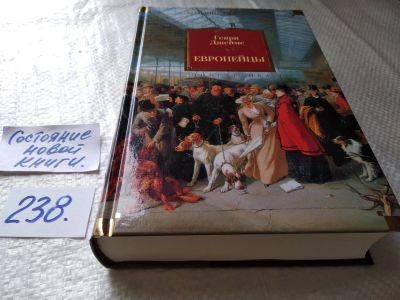 Генри
Джеймс
ЕВРОПЕЙЦЫ
Состояние
новой
книги.
238.